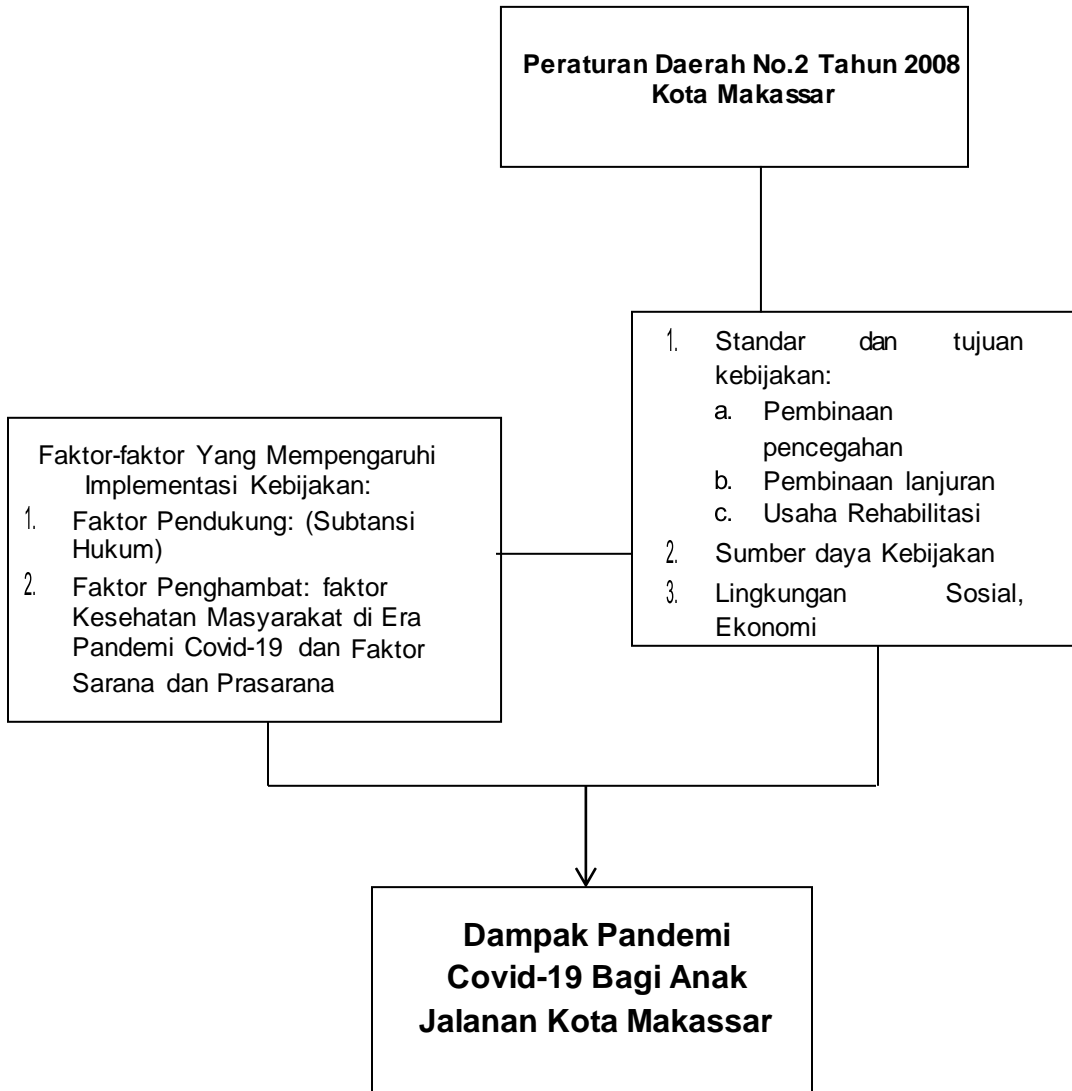 Peraturan Daerah No.2 Tahun 2008
Kota Makassar
1. Standar dan tujuan
kebijakan:
a. Pembinaan
pencegahan
b. Pembinaan lanjuran
c. Usaha Rehabilitasi
2. Sumber daya Kebijakan
3. Lingkungan Sosial,
Ekonomi
Faktor-faktor Yang Mempengaruhi
Implementasi Kebijakan:
1. Faktor Pendukung: (Subtansi
Hukum)
2. Faktor Penghambat: faktor
Kesehatan Masyarakat di Era
Pandemi Covid-19 dan Faktor
Sarana dan Prasarana
Dampak Pandemi
Covid-19 Bagi Anak
Jalanan Kota Makassar